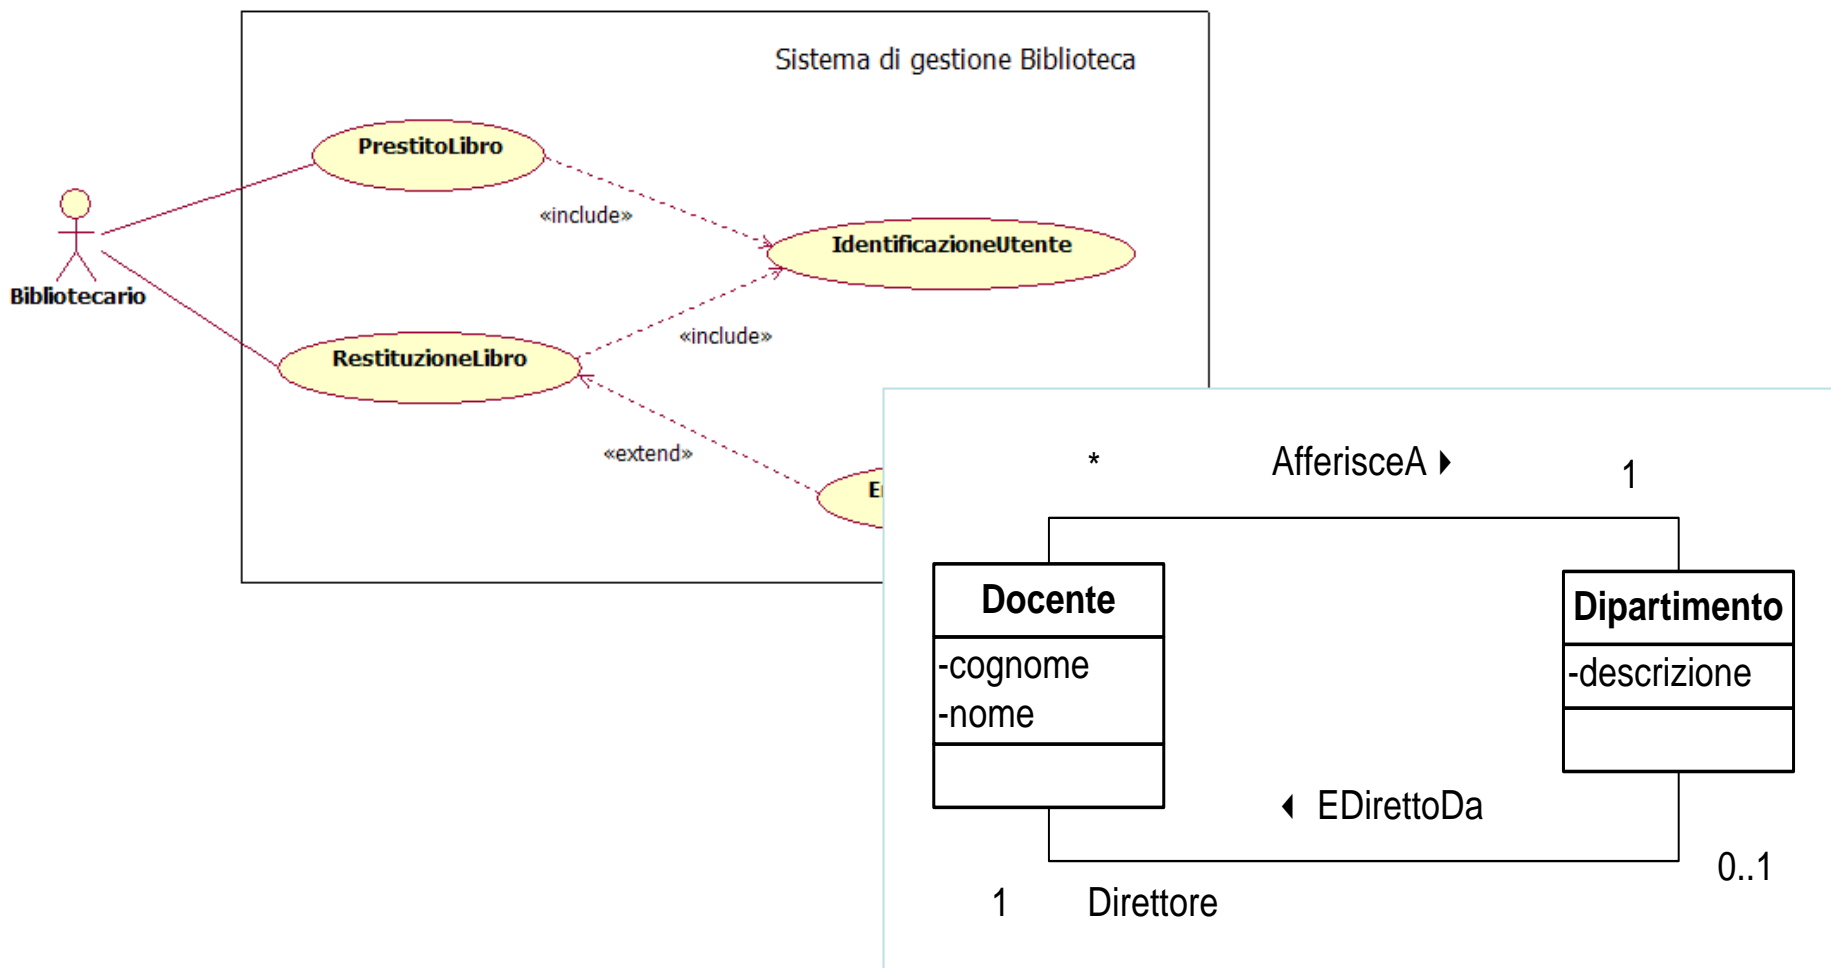 Sistema di gestione Biblioteca
PrestitoLibro
«include»
IdentificazioneUtente
Bibliotecario
«include»
RestituzioneLibro
«extend»
* AfferisceA 1
Docente
-cognome
-nome
Dipartimento
-descrizione
EDirettoDa
0..1
1 Direttore